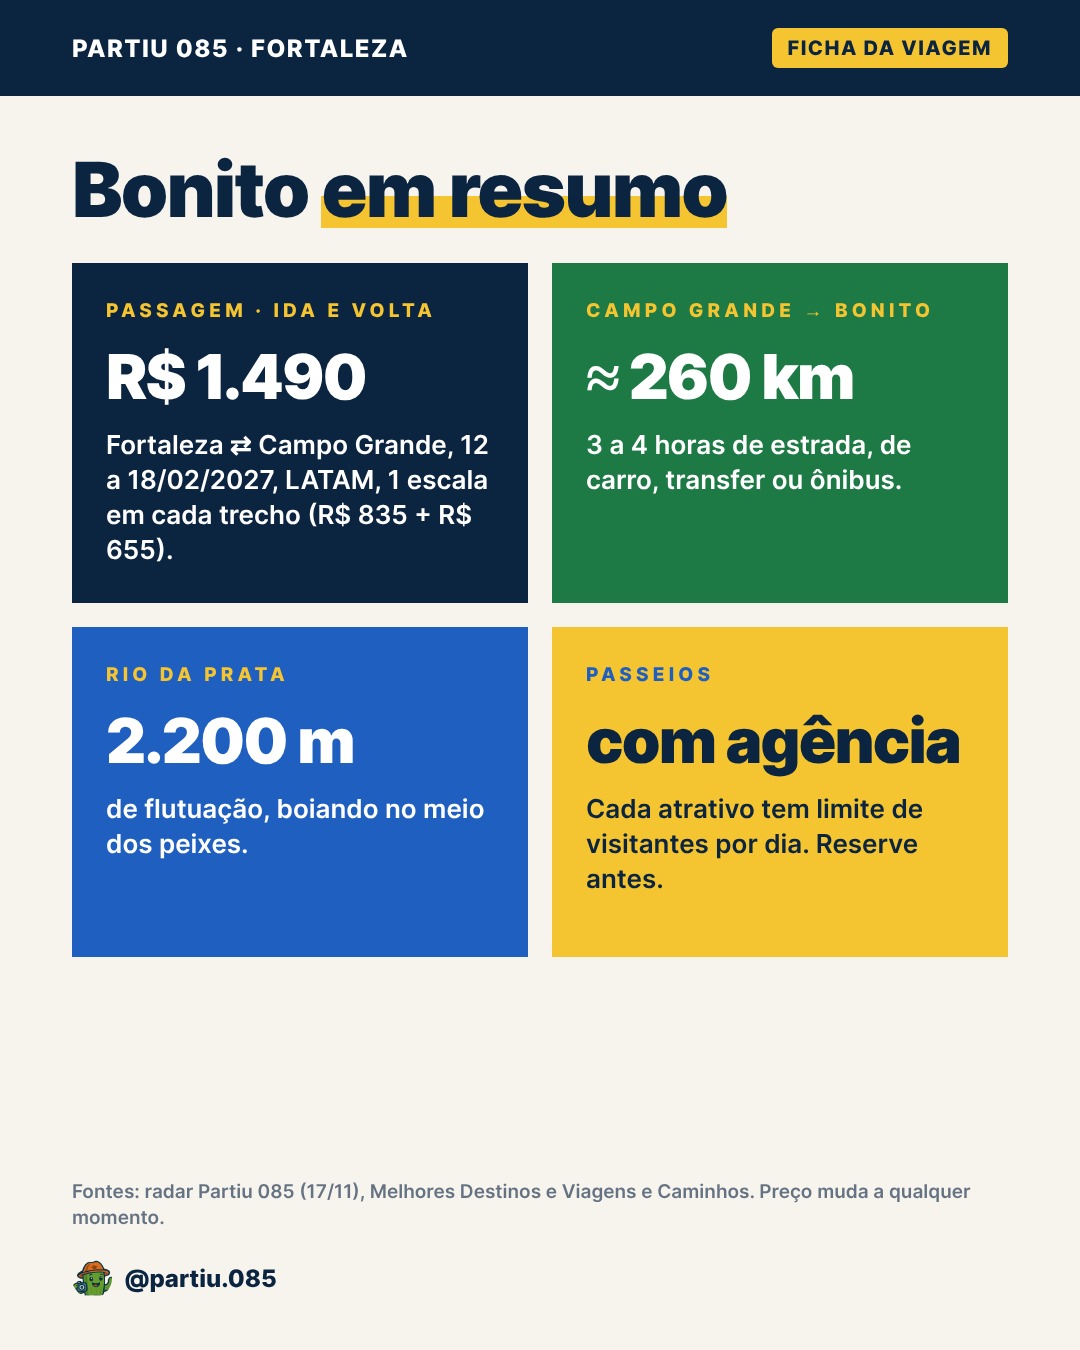 PARTIU 085 · FORTALEZA
FICHA DA VIAGEM
Bonito em resumo
PASSAGEM · IDA E VOLTA
R$ 1.490
Fortaleza ⇄ Campo Grande, 12
a 18/02/2027, LATAM, 1 escala
em cada trecho (R$ 835 + R$
655).
CAMPO GRANDE → BONITO
≈ 260 km
3 a 4 horas de estrada, de
carro, transfer ou ônibus.
RIO DA PRATA
2.200 m
de flutuação, boiando no meio
dos peixes.
PASSEIOS
com agência
Cada atrativo tem limite de
visitantes por dia. Reserve
antes.
Fontes: radar Partiu 085 (17/11), Melhores Destinos e Viagens e Caminhos. Preço muda a qualquer
momento.
@partiu.085